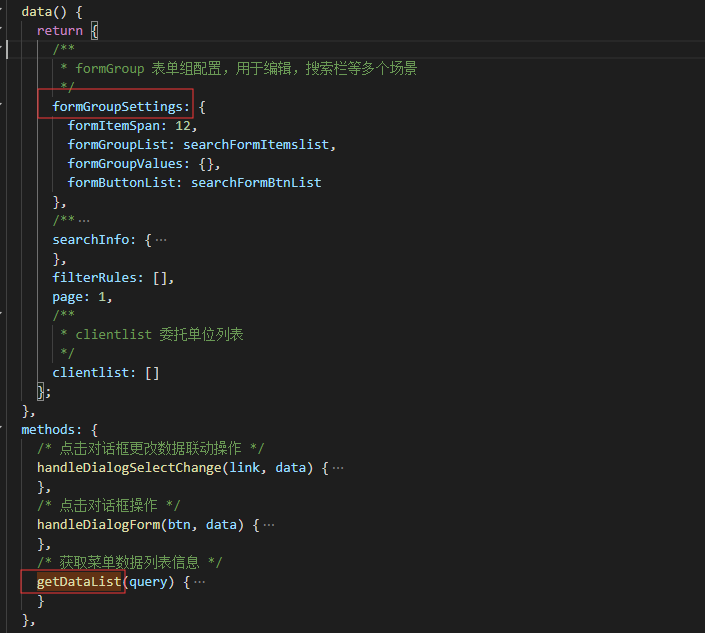 data() {
return {
/**
* formGroup 表单组配置，用于编辑，搜索栏等多个场景
*/
formGroupSettings: {
formItemSpan: 12,
formGroupList: searchFormItemslist,
formGroupValues: {},
formButtonList: searchFormBtnList
},
/**…
searchInfo: {…
},
filterRules: [],
page: 1,
/**
* clientlist 委托单位列表
*/
clientlist: []
};
},
methods: {
/* 点击对话框更改数据联动操作 */
handleDialogSelectChange(link, data) {…
},
/* 点击对话框操作 */
handleDialogForm(btn, data) {…
},
/* 获取菜单数据列表信息 */
getDataList(query) {…
}
},